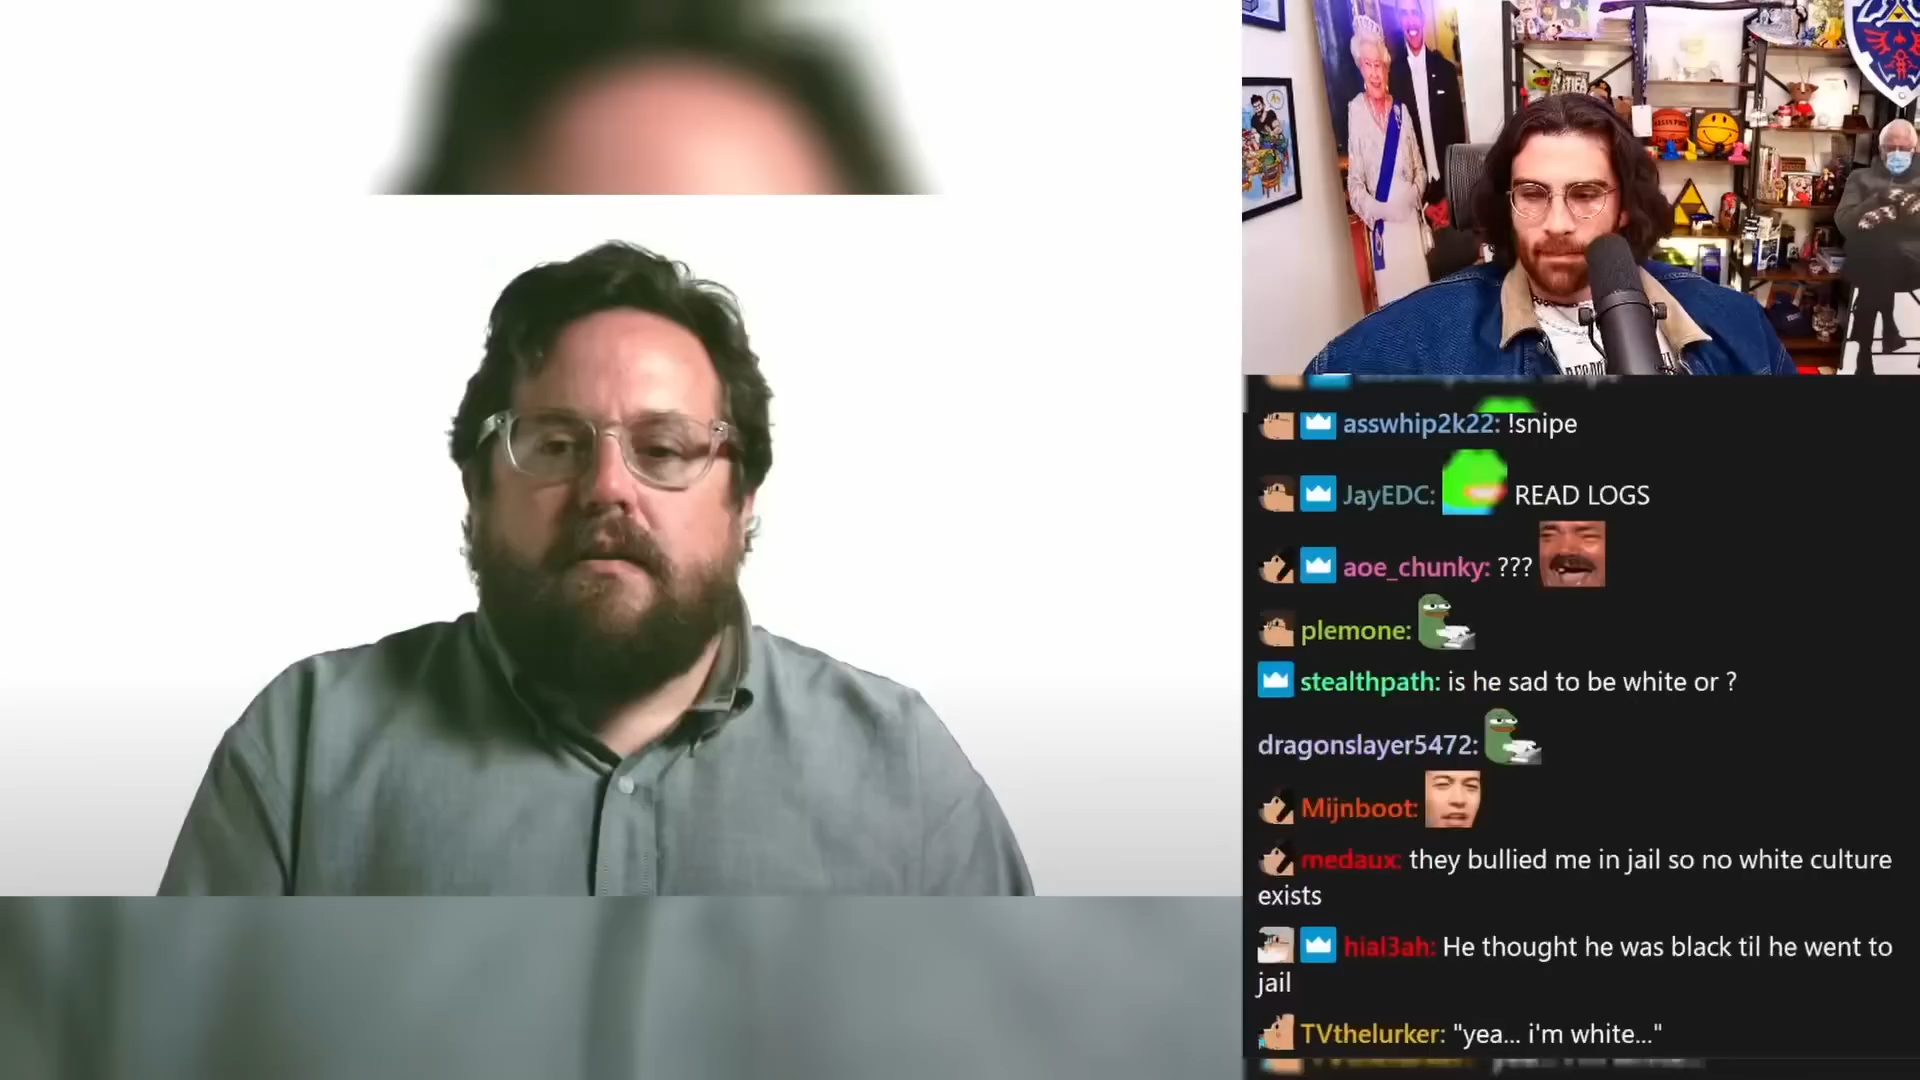 asswhip2k22: !snipe
JayEDC: READ LOGS
aoe_chunky: ???
plemone:
stealthpath: is he sad to be white or ?
dragonslayer5472:
Mijnboot:
medaux: they bullied me in jail so no white culture
exists
hial3ah: He thought he was black til he went to
jail
TVthelurker: "yea... i'm white..."